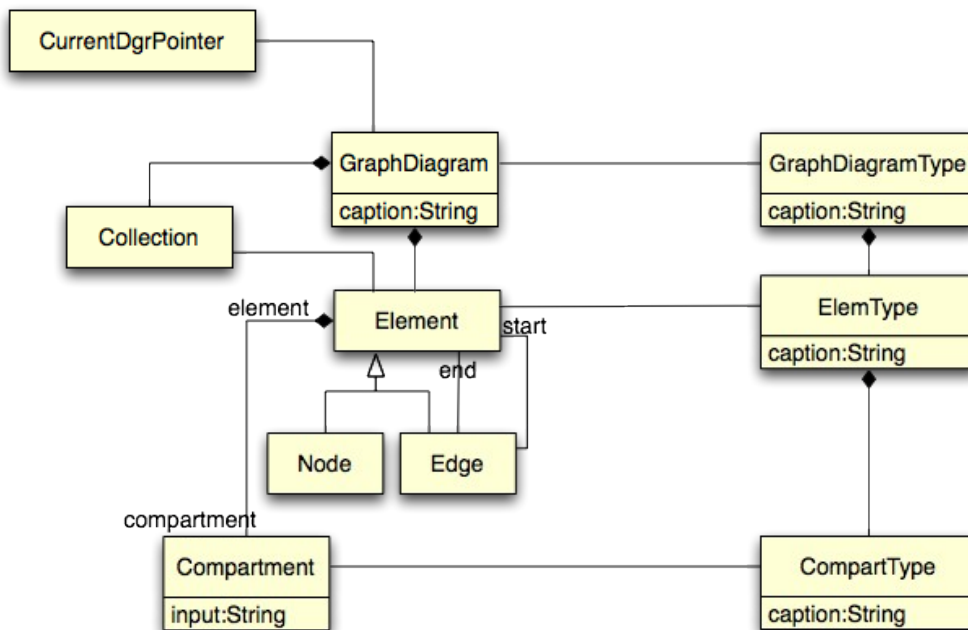 CurrentDgrPointer
GraphDiagram
caption:String
GraphDiagramType
caption:String
Collection
element
Element
start
end
ElemType
caption:String
Node
Edge
compartment
Compartment
input:String
CompartType
caption:String